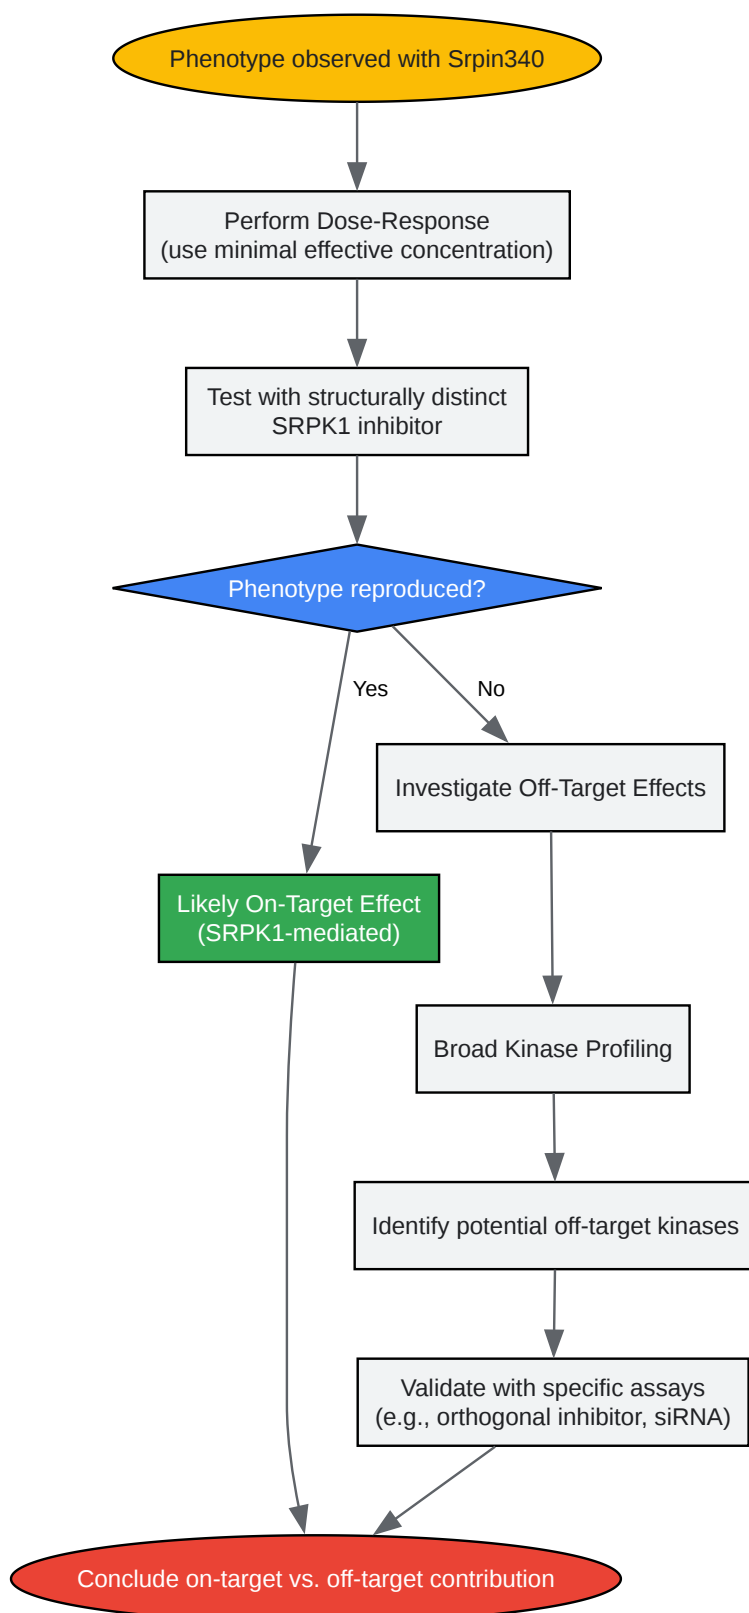 Phenotype observed with Srpin340
Perform Dose-Response
(use minimal effective concentration)
Test with structurally distinct
SRPK1 inhibitor
Phenotype reproduced?
Yes
No
Investigate Off-Target Effects
Likely On-Target Effect
(SRPK1-mediated)
Broad Kinase Profiling
Identify potential off-target kinases
Validate with specific assays
(e.g., orthogonal inhibitor, siRNA)
Conclude on-target vs. off-target contribution